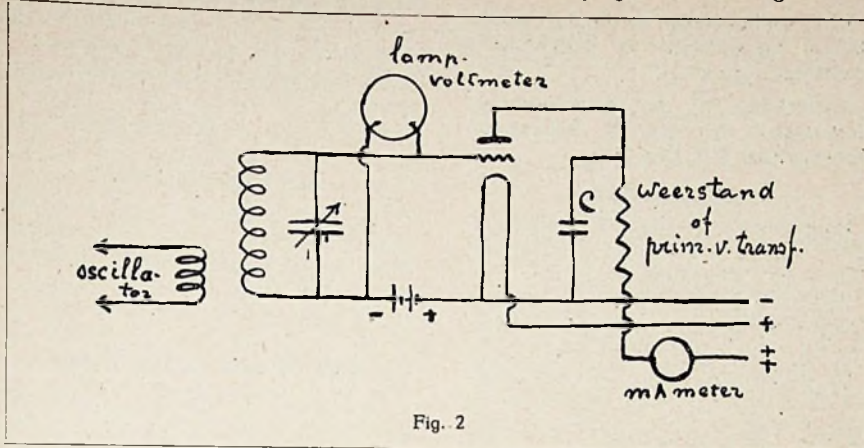 lamp-
voltmeter
C
weerstand
of
prim. v. transf.
oscilla-
tor
-
- +
+
+
+
mA meter
Fig. 2